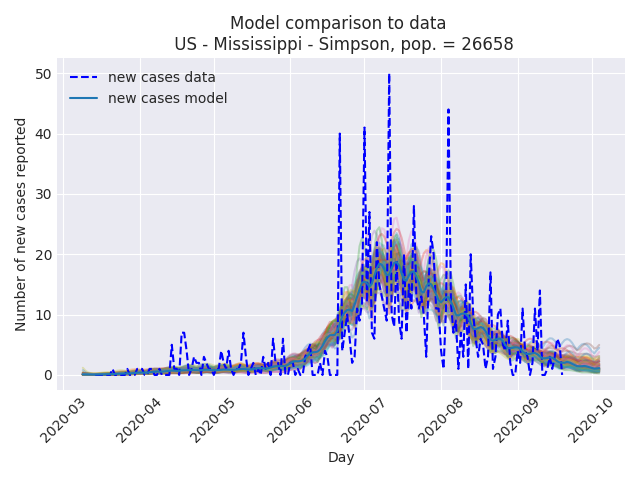 Model comparison to data
US - Mississippi - Simpson, pop. = 26658
new cases data
new cases model
Number of new cases reported
50
40
30
20
10
0
2020-03
2020-04
2020-05
2020-06
2020-07
2020-08
2020-09
2020-10
Day